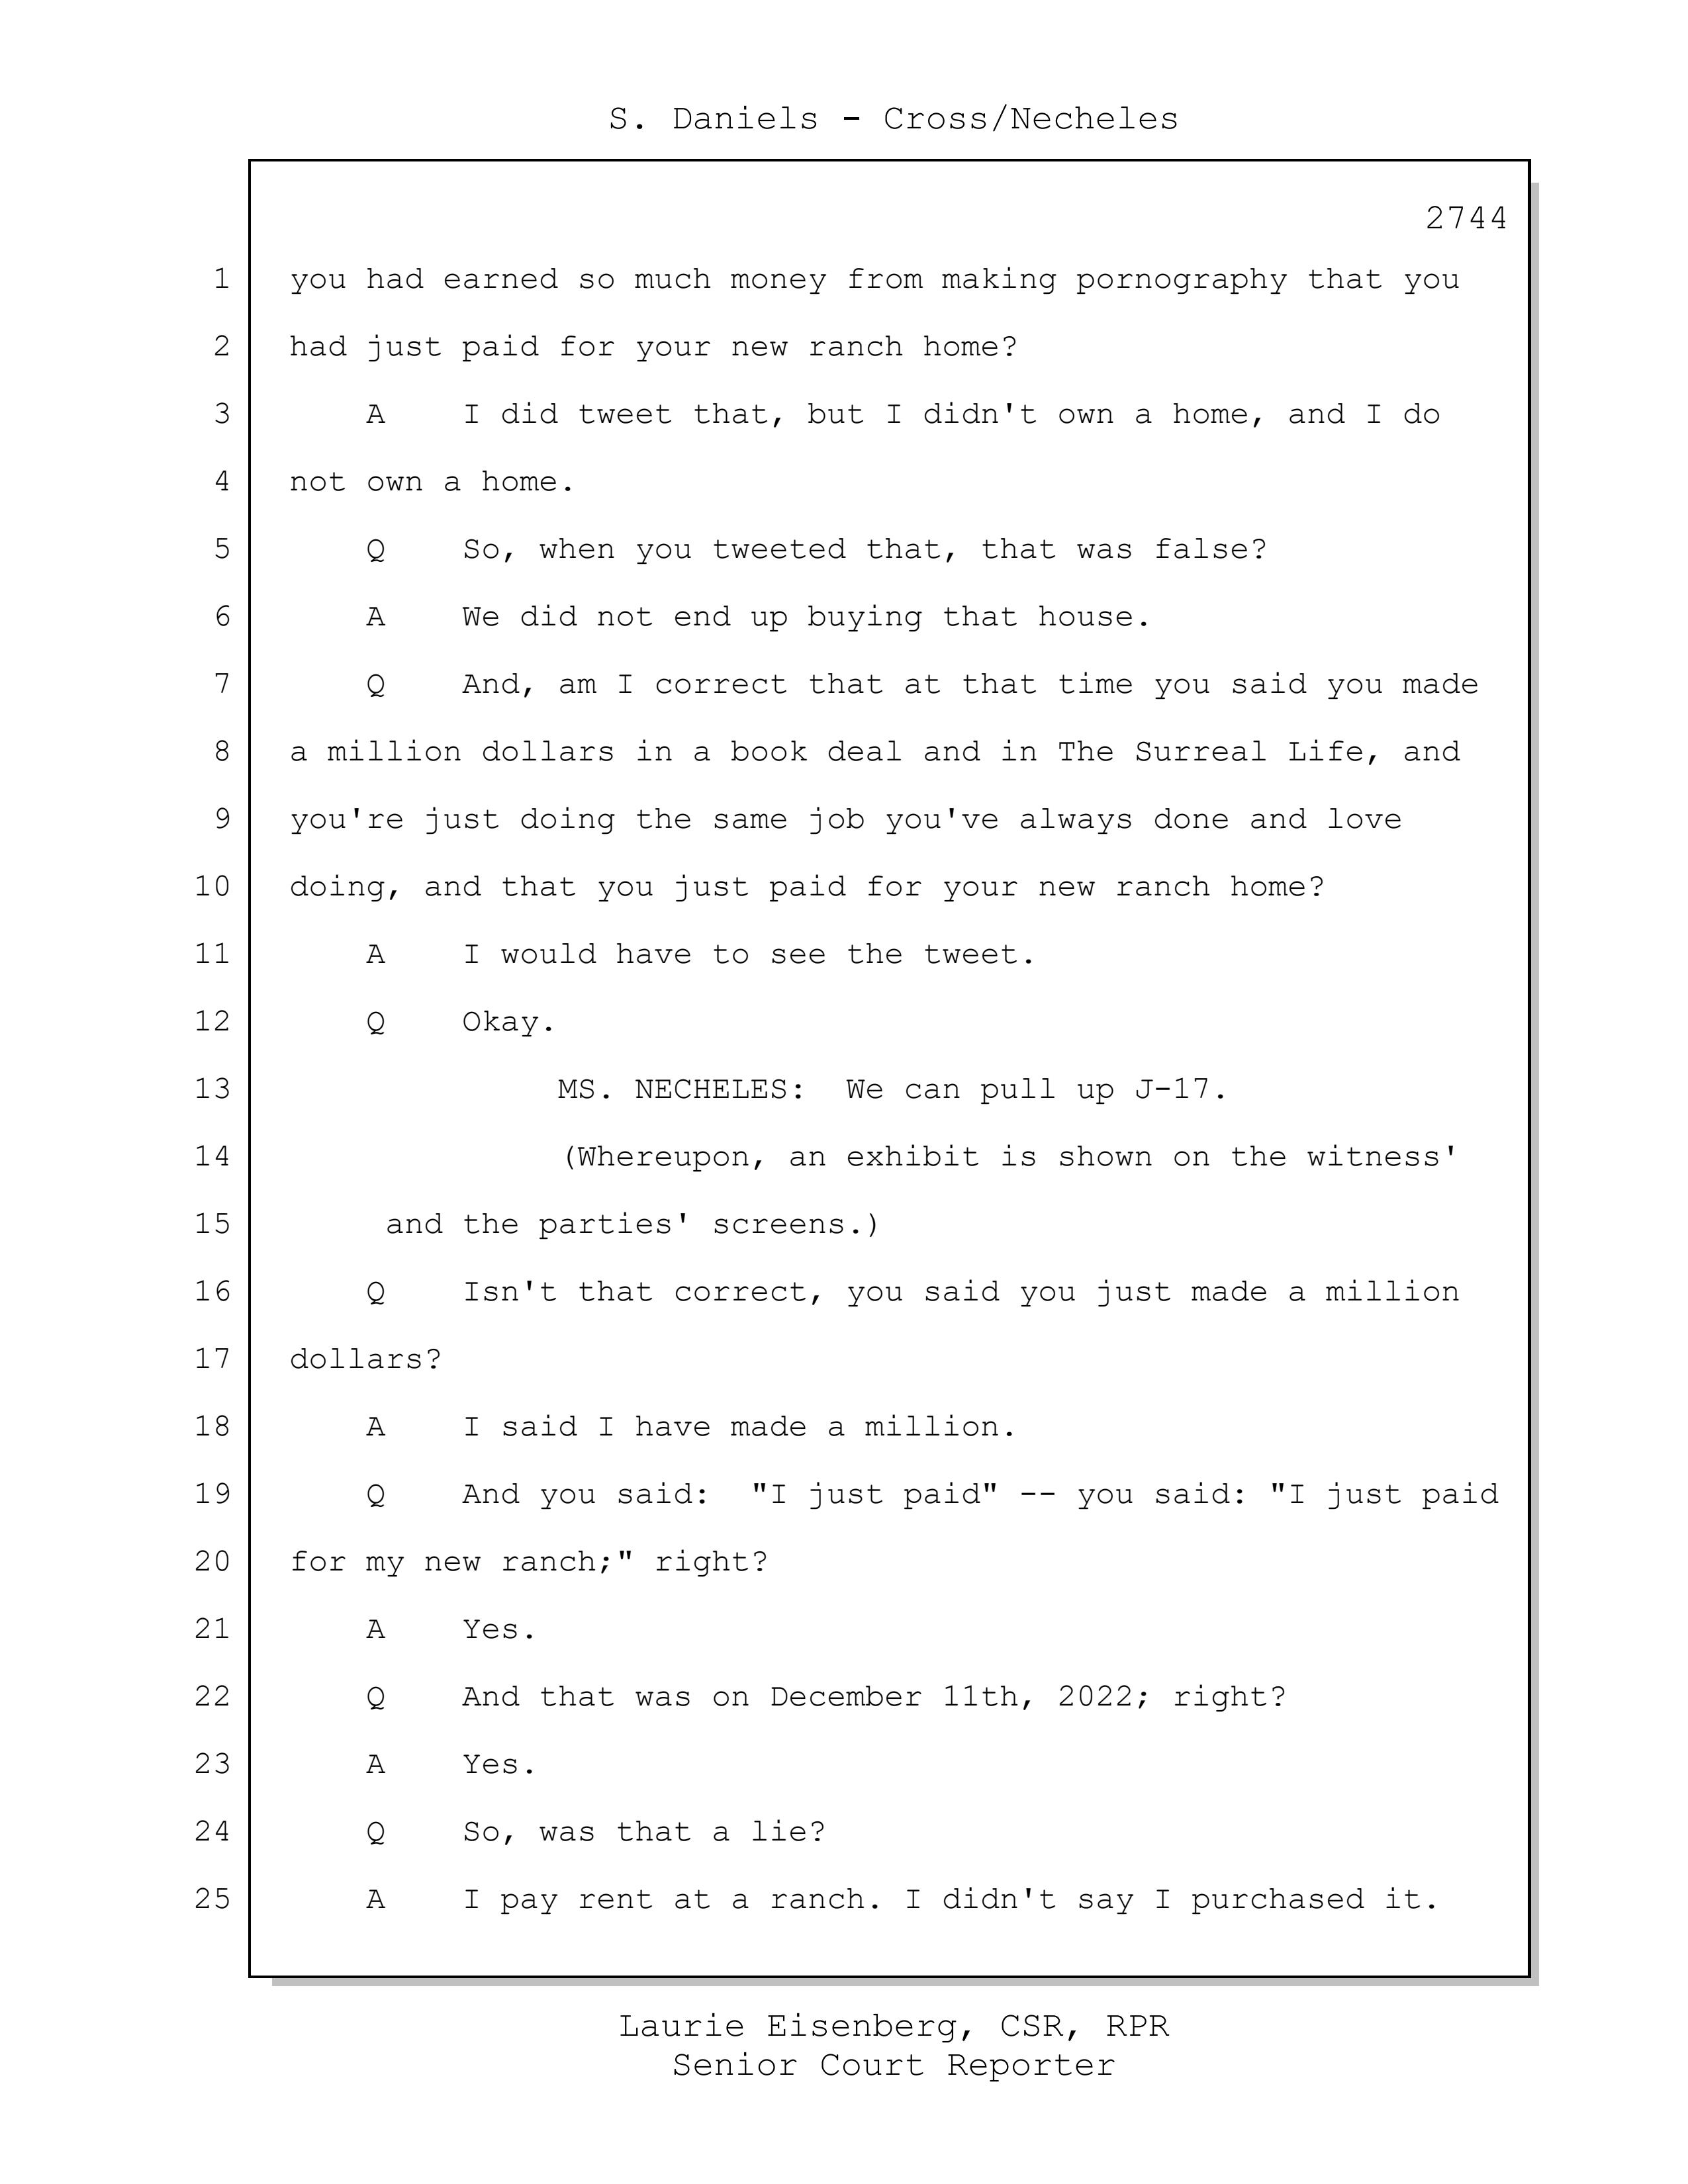 S. Daniels - Cross/Necheles
2744
1 you had earned so much money from making pornography that you
2 had just paid for your new ranch home?
3 A I did tweet that, but I didn't own a home, and I do
4 not own a home.
5 Q So, when you tweeted that, that was false?
6 A We did not end up buying that house.
7 Q And, am I correct that at that time you said you made
8 a million dollars in a book deal and in The Surreal Life, and
9 you're just doing the same job you've always done and love
10 doing, and that you just paid for your new ranch home?
11 A I would have to see the tweet.
12 Q Okay.
13 MS. NECHELES: We can pull up J-17.
14 (Whereupon, an exhibit is shown on the witness'
15 and the parties' screens.)
16 Q Isn't that correct, you said you just made a million
17 dollars?
18 A I said I have made a million.
19 Q And you said: "I just paid" -- you said: "I just paid
20 for my new ranch;" right?
21 A Yes.
22 Q And that was on December 11th, 2022; right?
23 A Yes.
24 Q So, was that a lie?
25 A I pay rent at a ranch. I didn't say I purchased it.
Laurie Eisenberg, CSR, RPR
Senior Court Reporter